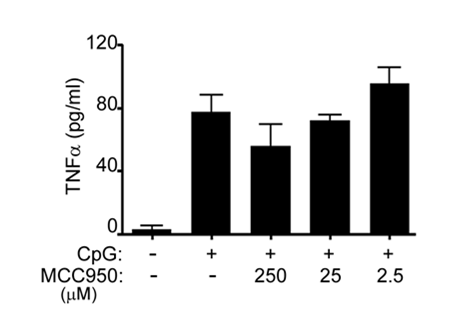 120
80
40
0
TNFα (pg/ml)
CpG: - + + + +
MCC950: - - 250 25 2.5
(μM)